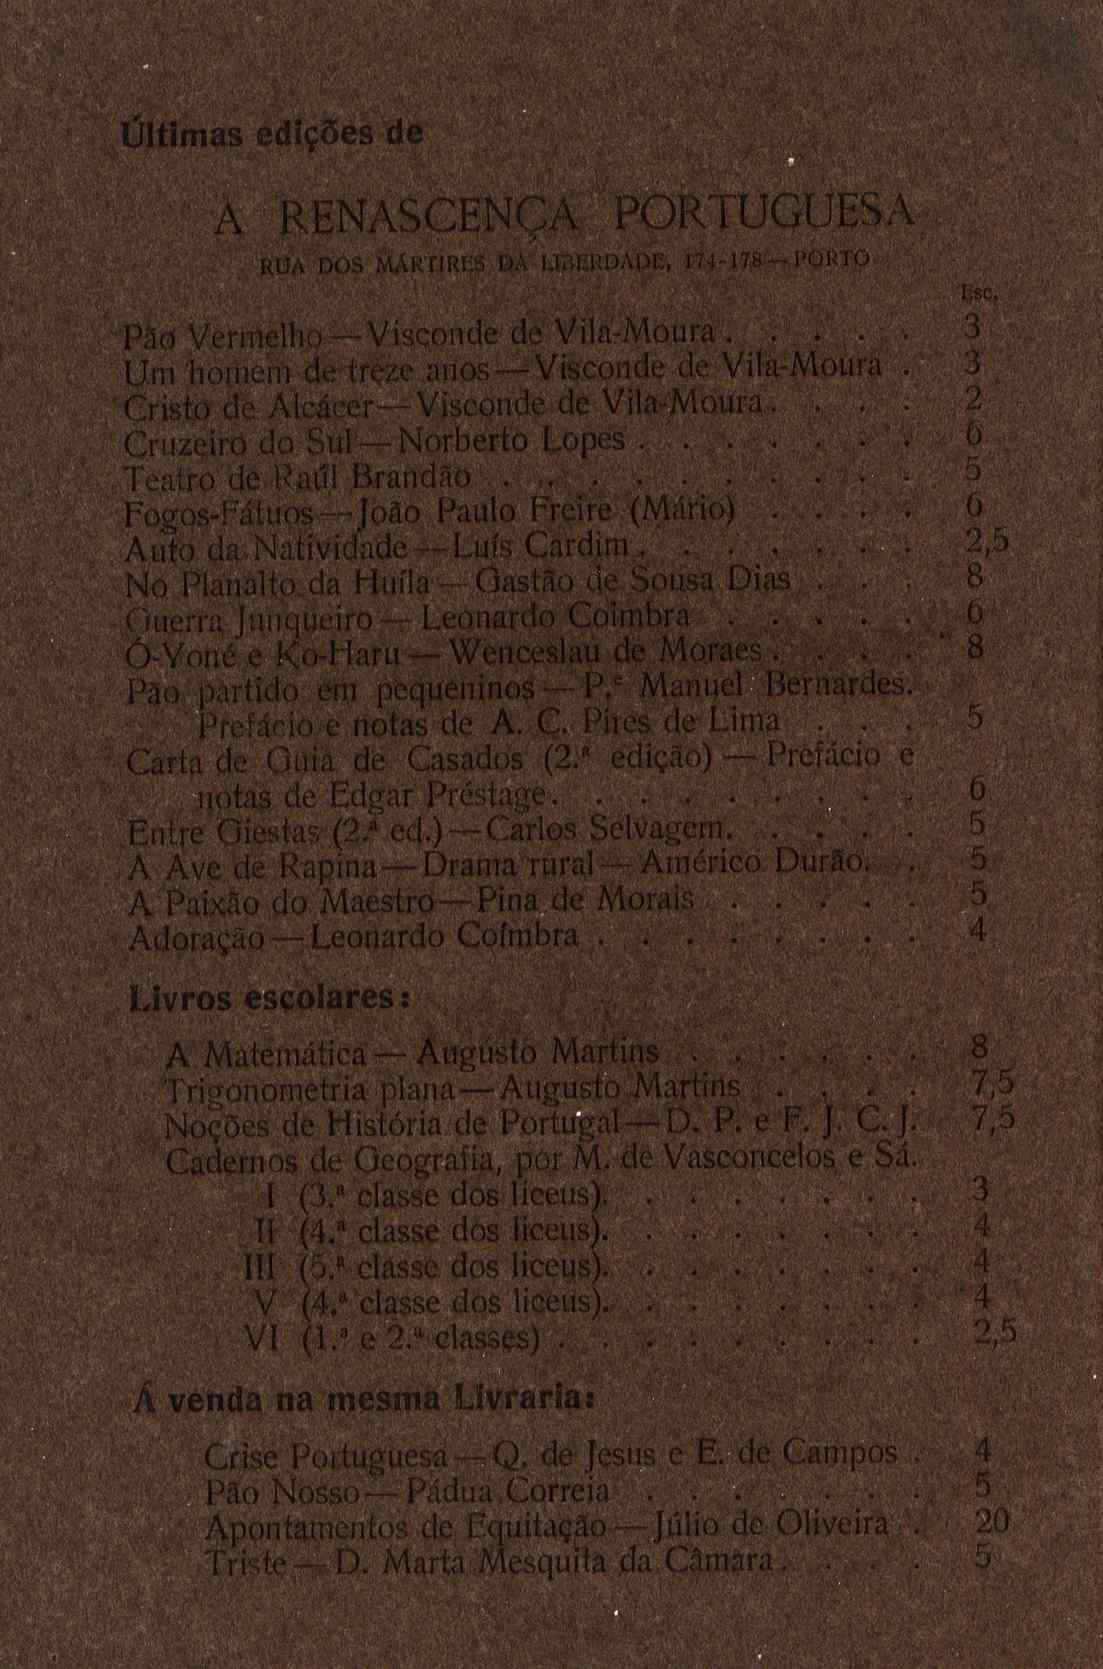 Últimas edições de
A RENASCENÇA PORTUGUESA
RUA DOS MÁRTIRES DA LIBERDADE, 174-178 — PORTO
Esc.
Pão Vermelho — Visconde de Vila-Moura . . . . . 3
Um homem de treze anos — Visconde de Vila-Moura . 3
Cristo de Alcácer — Visconde de Vila-Moura . . . . 2
Cruzeiro do Sul — Norberto Lopes . . . . . . . 6
Teatro de Raúl Brandão . . . . . . . . . . 5
Fogos-Fátuos — João Paulo Freire (Mário) . . . . 6
Auto da Natividade — Luís Cardim . . . . . . . 2,5
No Planalto da Huíla — Gastão de Sousa Dias . . . 8
Guerra Junqueiro — Leonardo Coimbra . . . . . 6
Ó-Yoné e Ko-Haru — Wenceslau de Moraes . . . . 8
Pão partido em pequeninos — P.e Manuel Bernardes.
Prefácio e notas de A. C. Pires de Lima . . . 5
Carta de Guia de Casados (2.ª edição) — Prefácio e
notas de Edgar Préstage . . . . . . . . . 6
Entre Giestas (2.ª ed.) — Carlos Selvagem . . . . . 5
A Ave de Rapina — Drama rural — Américo Durão . . 5
A Paixão do Maestro — Pina de Morais . . . . . 5
Adoração — Leonardo Coímbra . . . . . . . . 4
Livros escolares:
A Matemática — Augusto Martins . . . . . . 8
Trigonometria plana — Augusto Martins . . . . 7,5
Noções de História de Portugal — D. P. e F. J. C. J. 7,5
Cadernos de Geografia, por M. de Vasconcelos e Sá.
I (3.ª classe dos liceus) . . . . . . . . 3
II (4.ª classe dos liceus) . . . . . . . . 4
III (5.ª classe dos liceus) . . . . . . . . 4
V (4.ª classe dos liceus) . . . . . . . . 4
VI (1.ª e 2.ª classes) . . . . . . . . . 2,5
Á venda na mesma Livraria:
Crise Portuguesa — Q. de Jesus e E. de Campos . 4
Pão Nosso — Pádua Correia . . . . . . . 5
Apontamentos de Equitação — Júlio de Oliveira . 20
Triste — D. Marta Mesquita da Câmara . . . . 5